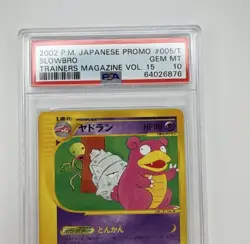 2002 P.M. JAPANESE PROMO #005/T
SLOWBRO GEM MT
TRAINERS MAGAZINE VOL 15 10
PSA 64026876
ヤドラン
とんかん